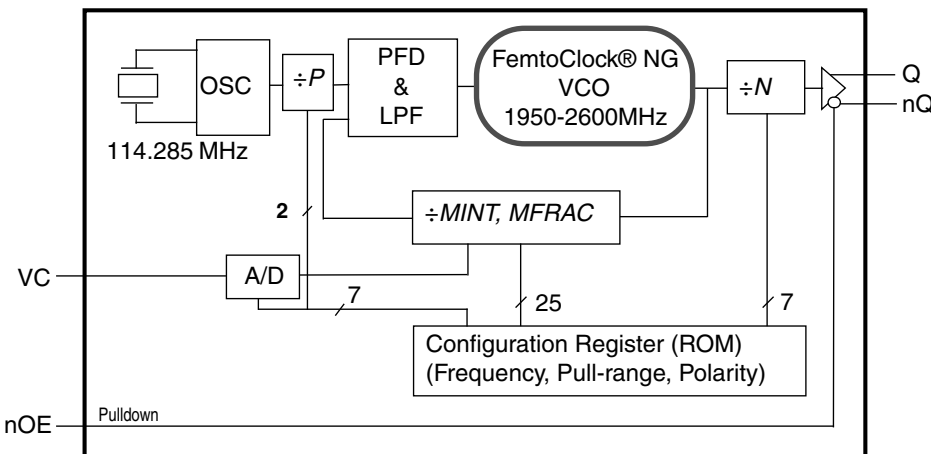 OSC
114.285 MHz
÷P
PFD
&
LPF
FemtoClock® NG
VCO
1950-2600MHz
÷N
Q
nQ
2
÷MINT, MFRAC
VC
A/D
7
25
7
Configuration Register (ROM)
(Frequency, Pull-range, Polarity)
nOE
Pulldown